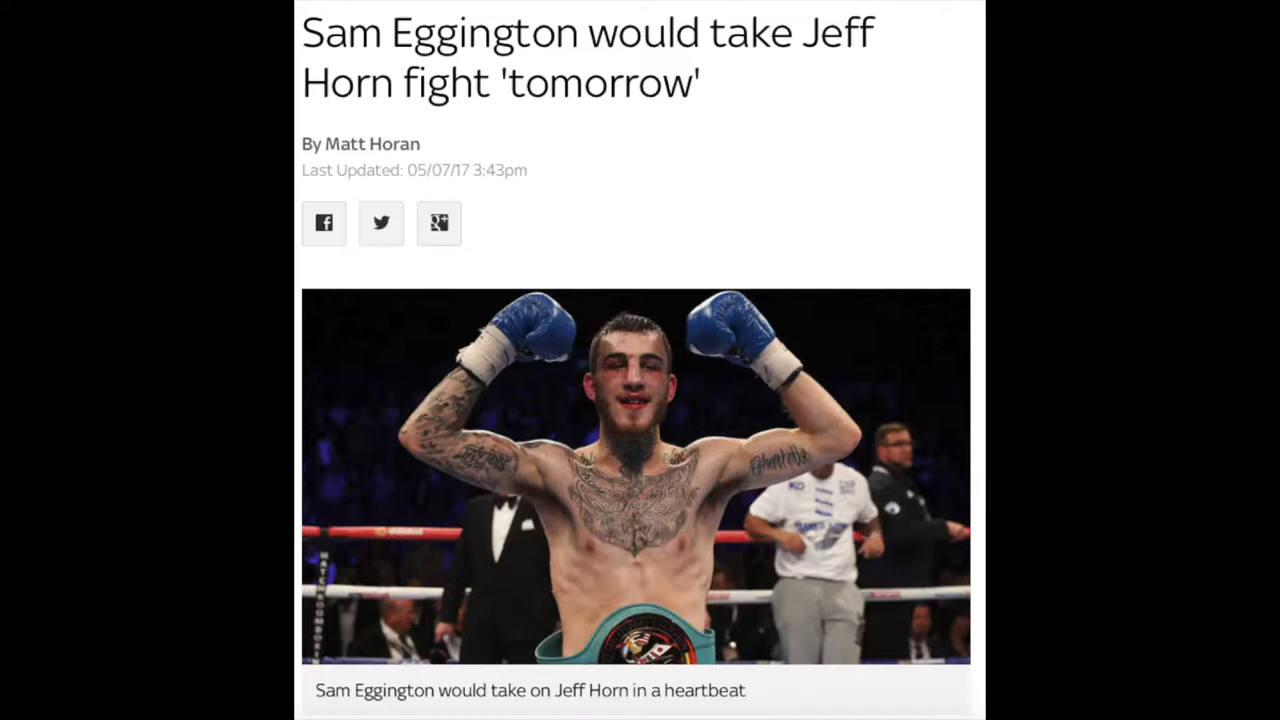 Sam Eggington would take Jeff
Horn fight 'tomorrow'
By Matt Horan
Last Updated: 05/07/17 3:43pm
Sam Eggington would take on Jeff Horn in a heartbeat